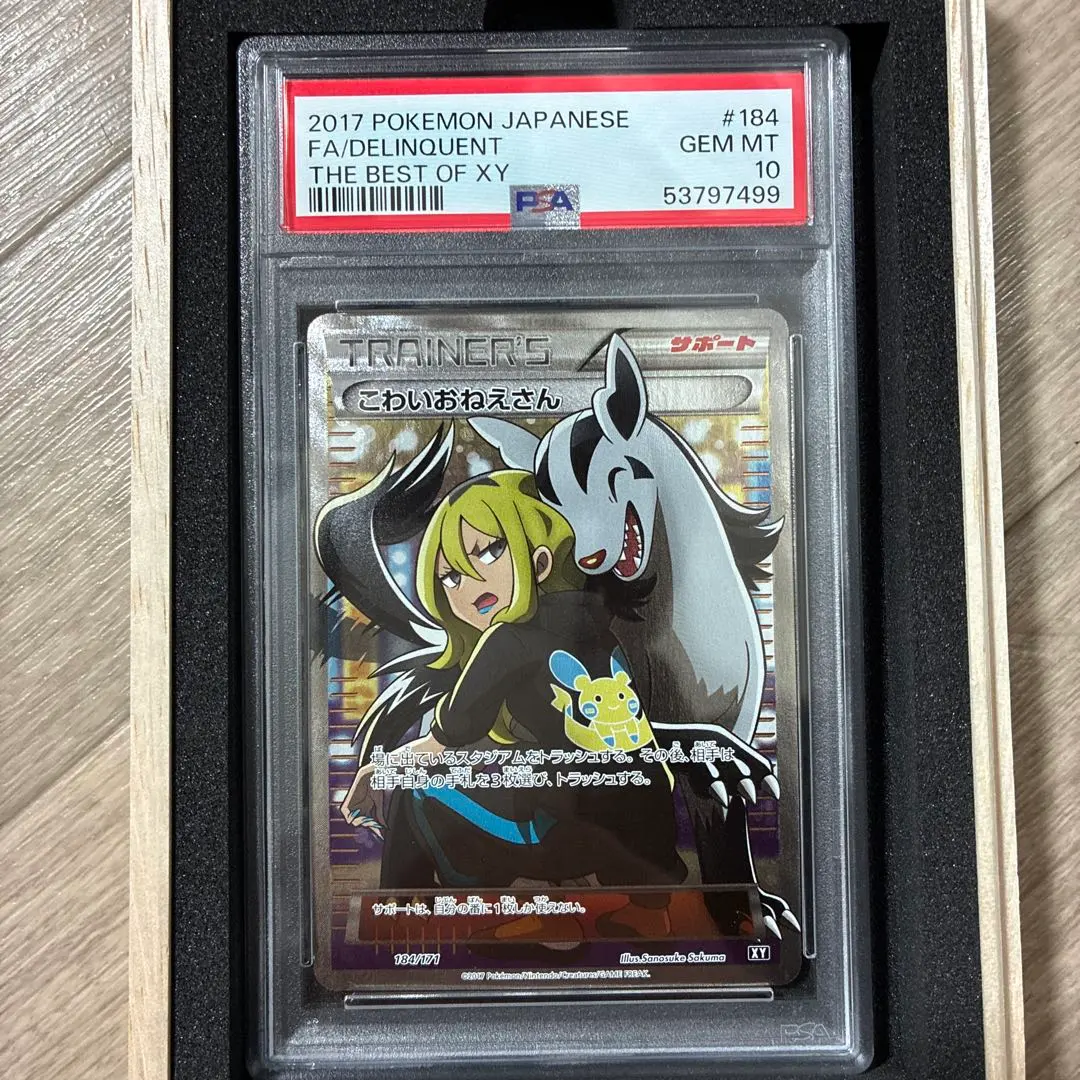 2017 POKEMON JAPANESE #184
FA/DELINQUENT GEM MT
THE BEST OF XY 10
PSA 53797499
TRAINER'S サポート
こわいおねえさん
場に出ているスタジアムをトラッシュする。その後、相手は
相手自身の手札を3枚選び、トラッシュする。
サポートは、自分の番に1枚しか使えない。
184/171 Illus.Sanosuke Sakuma XY
©2017 Pokémon/Nintendo/Creatures/GAME FREAK.
PSA